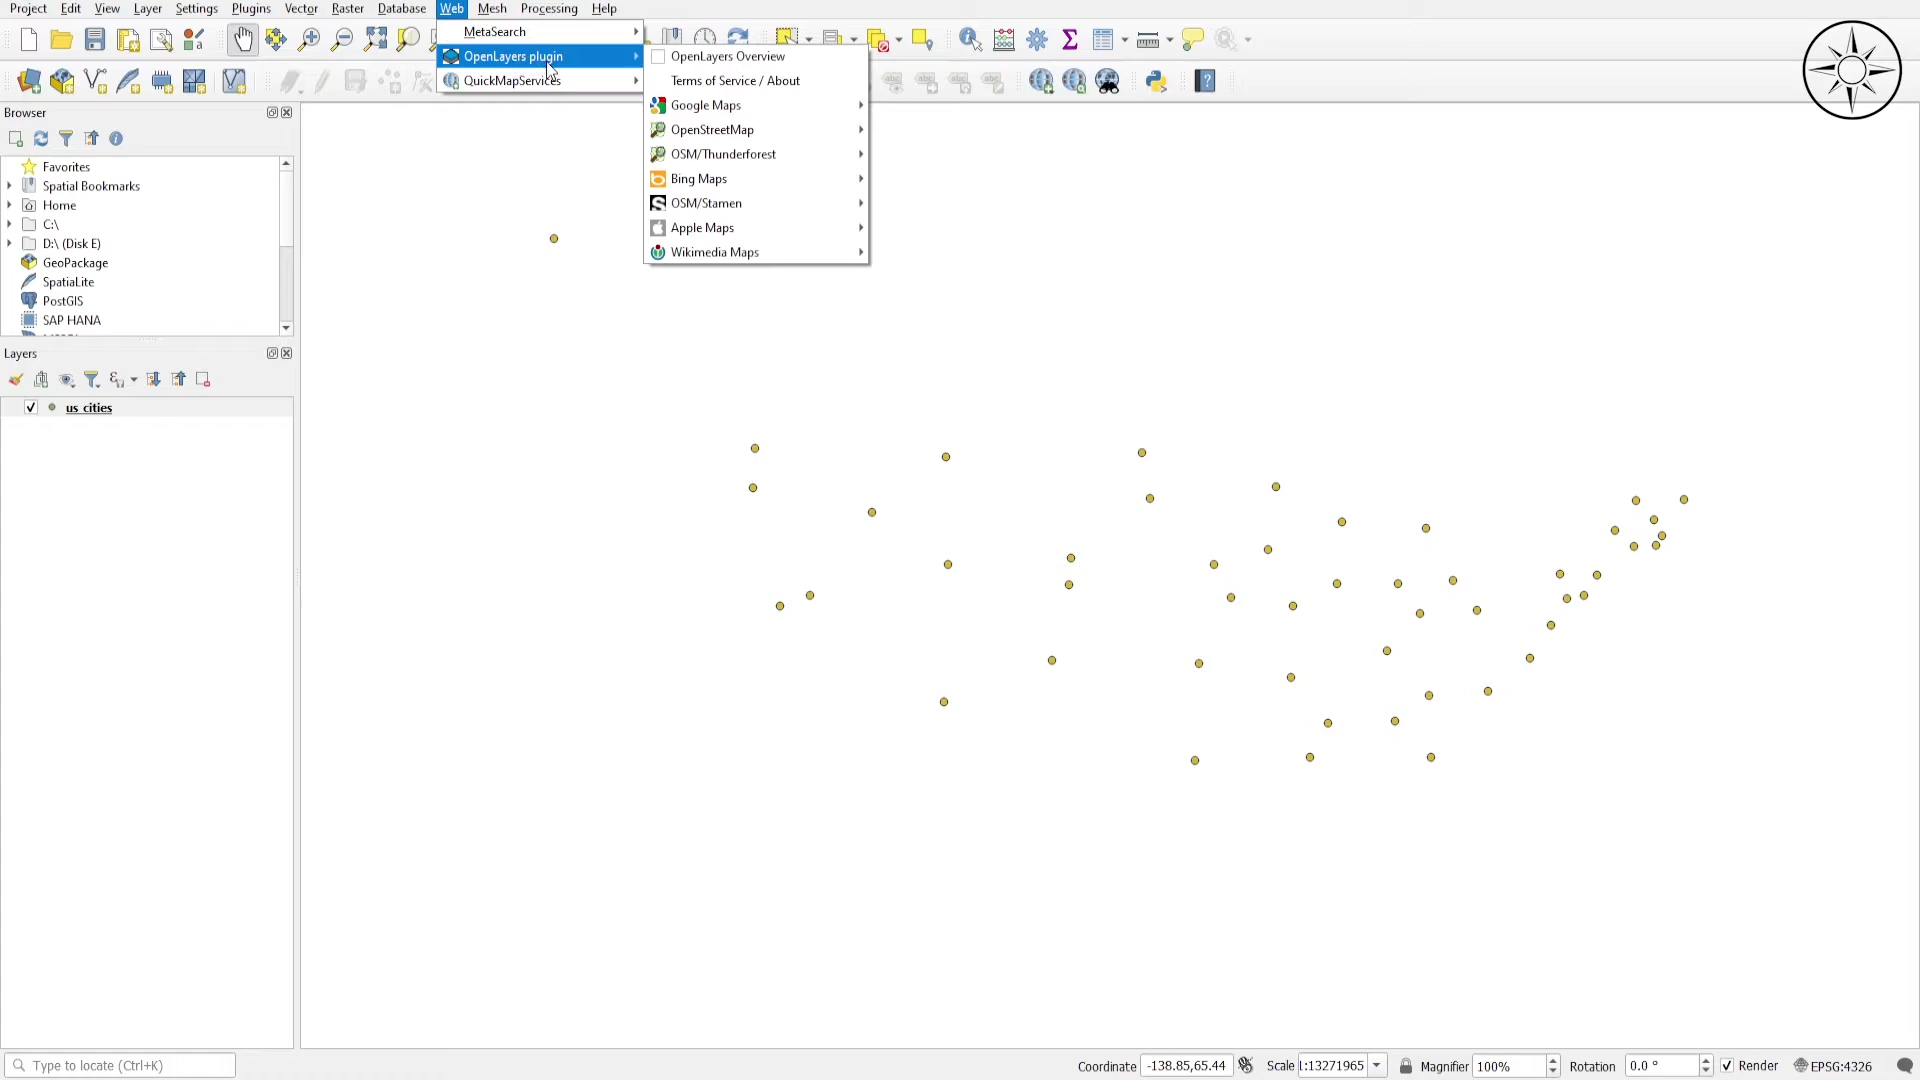 Project Edit View Layer Settings Plugins Vector Raster Database Web Mesh Processing Help
MetaSearch
OpenLayers plugin
QuickMapServices
OpenLayers Overview
Terms of Service / About
Google Maps
OpenStreetMap
OSM/Thunderforest
Bing Maps
OSM/Stamen
Apple Maps
Wikimedia Maps
Browser
Favorites
Spatial Bookmarks
Home
C:\
D:\ (Disk E)
GeoPackage
SpatiaLite
PostGIS
SAP HANA
Layers
us cities
Type to locate (Ctrl+K)
Coordinate -138.85,65.44 Scale 1:13271965 Magnifier 100% Rotation 0.0 ° Render EPSG:4326